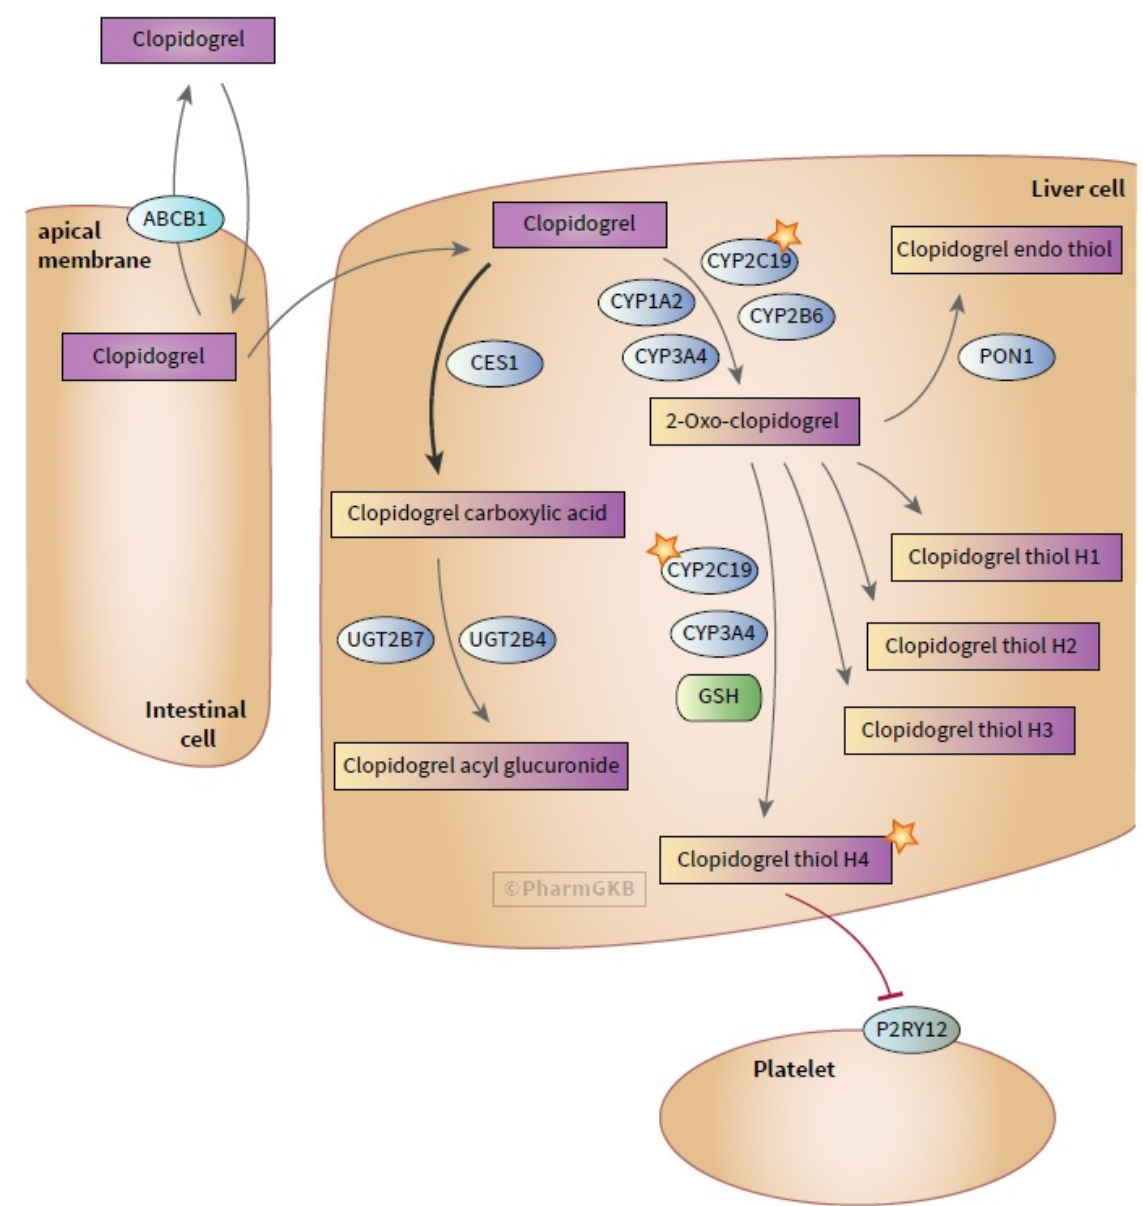 Clopidogrel
ABCB1
apical
membrane
Clopidogrel
Intestinal
cell
Liver cell
Clopidogrel
CYP2C19
CYP1A2
CYP2B6
CYP3A4
CES1
Clopidogrel endo thiol
PON1
2-Oxo-clopidogrel
Clopidogrel carboxylic acid
UGT2B7
UGT2B4
Clopidogrel acyl glucuronide
CYP2C19
CYP3A4
GSH
Clopidogrel thiol H1
Clopidogrel thiol H2
Clopidogrel thiol H3
Clopidogrel thiol H4
©PharmGKB
P2RY12
Platelet